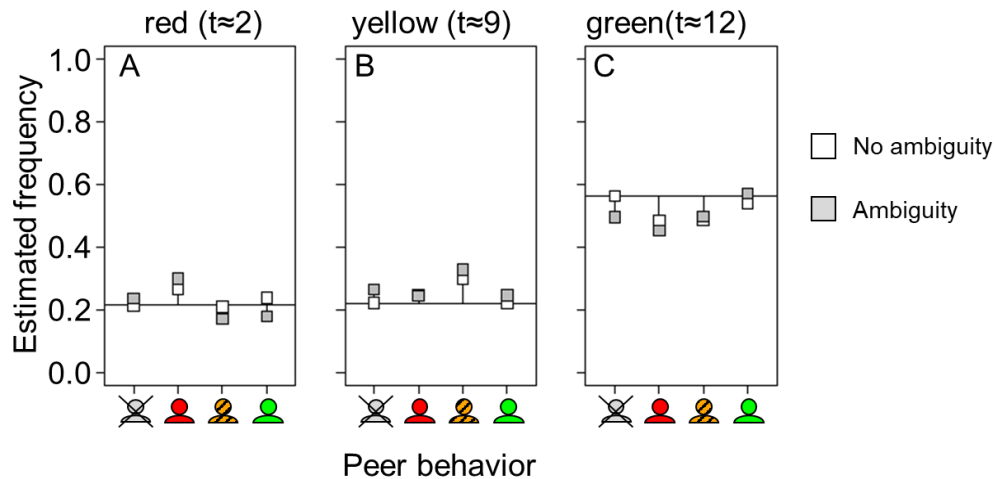 red (t≈2) yellow (t≈9) green(t≈12)
Estimated frequency
1.0
0.8
0.6
0.4
0.2
0.0
A
B
C
No ambiguity
Ambiguity
Peer behavior